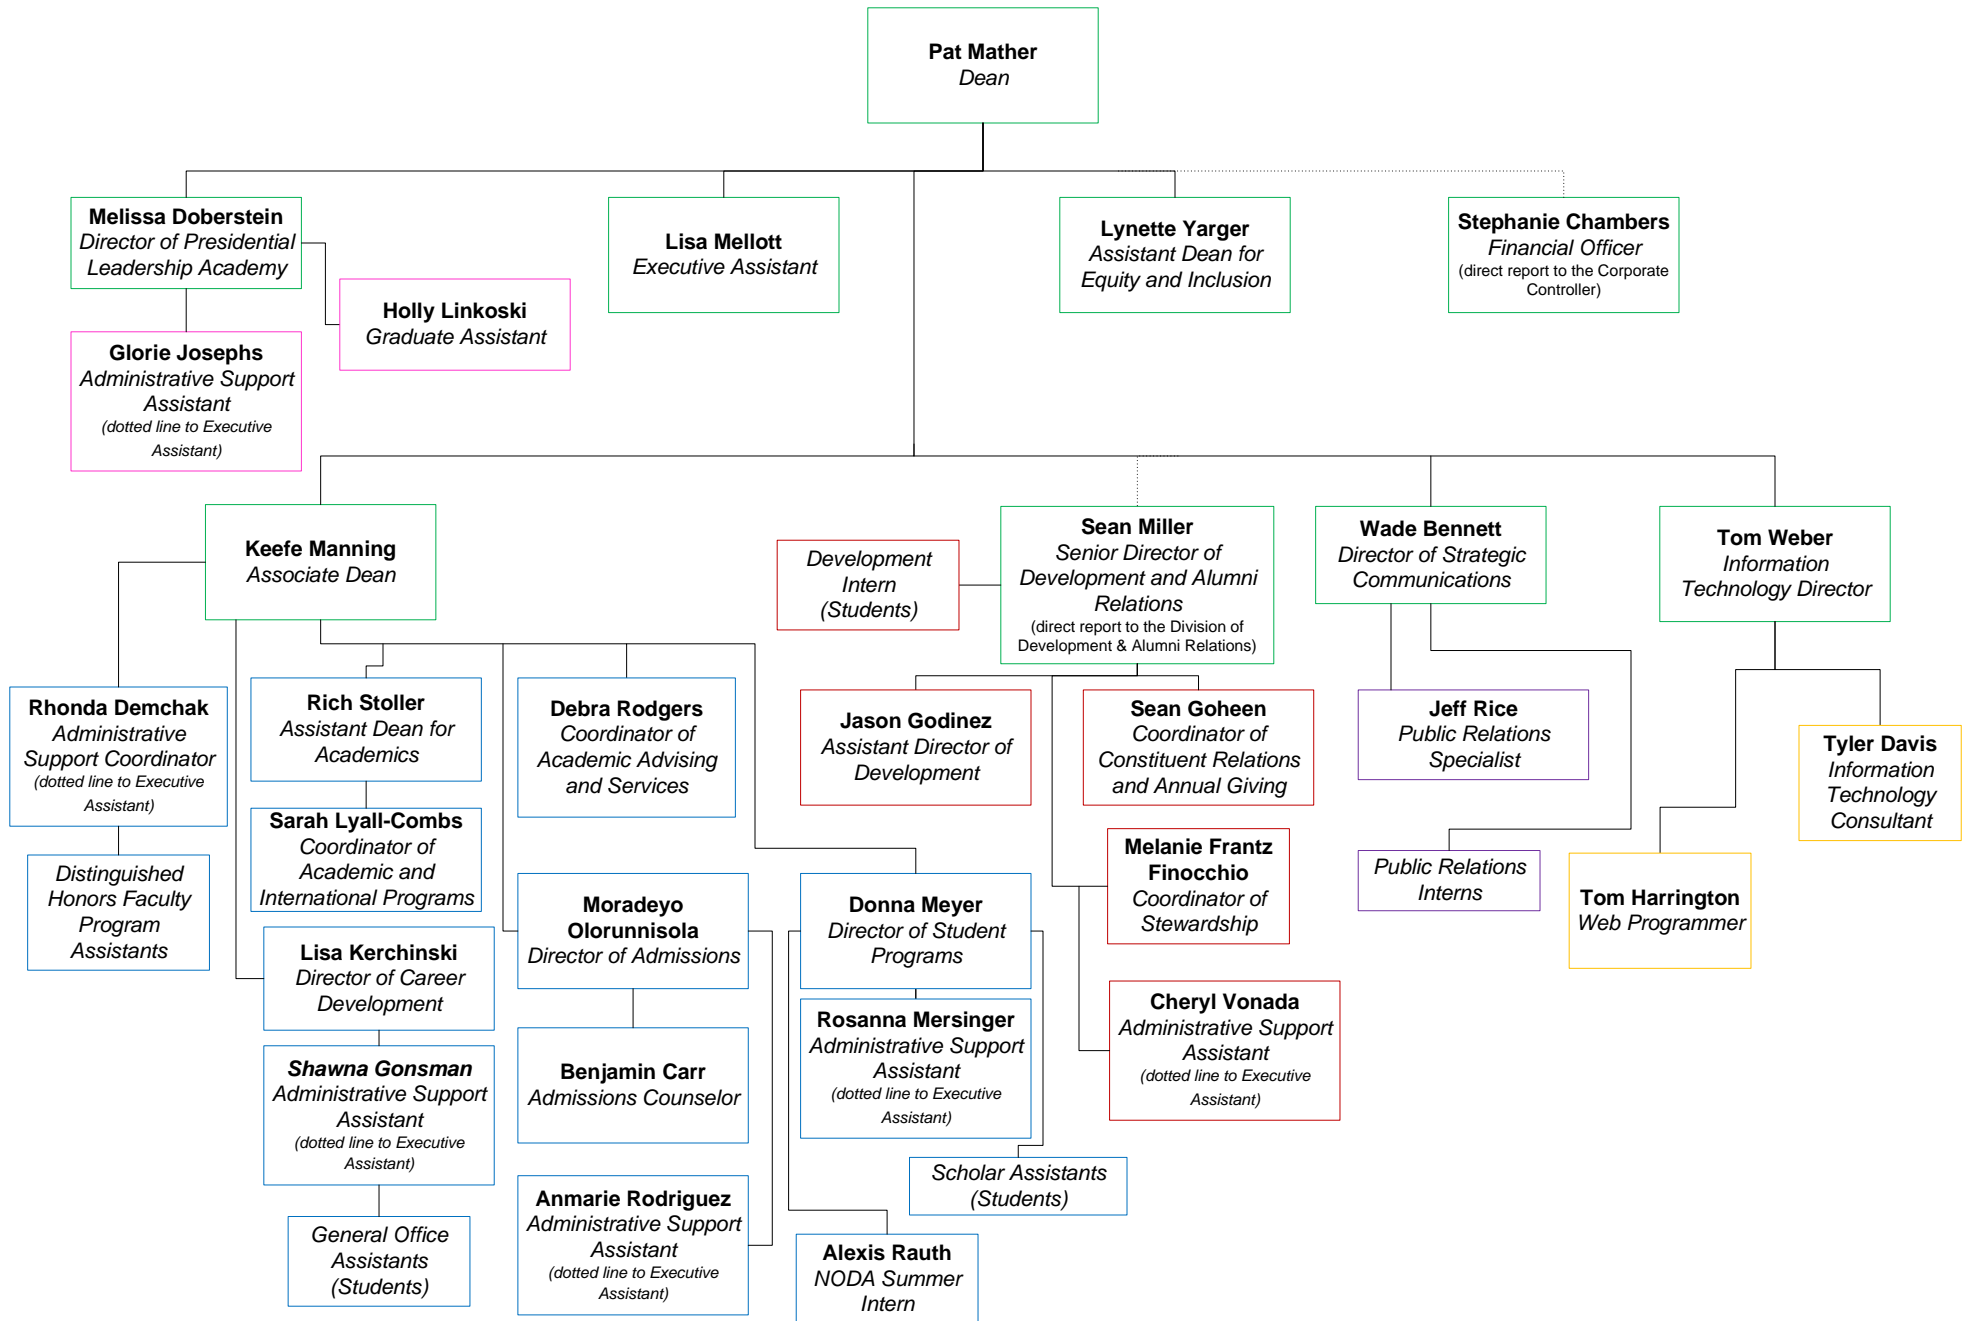 Pat Mather
Dean
Melissa Doberstein
Director of Presidential
Leadership Academy
Lisa Mellott
Executive Assistant
Lynette Yarger
Assistant Dean for
Equity and Inclusion
Stephanie Chambers
Financial Officer
(direct report to the Corporate
Controller)
Holly Linkoski
Graduate Assistant
Glorie Josephs
Administrative Support
Assistant
(dotted line to Executive
Assistant)
Keefe Manning
Associate Dean
Development
Intern
(Students)
Sean Miller
Senior Director of
Development and Alumni
Relations
(direct report to the Division of
Development & Alumni Relations)
Wade Bennett
Director of Strategic
Communications
Tom Weber
Information
Technology Director
Rhonda Demchak
Administrative
Support Coordinator
(dotted line to Executive
Assistant)
Rich Stoller
Assistant Dean for
Academics
Debra Rodgers
Coordinator of
Academic Advising
and Services
Jason Godinez
Assistant Director of
Development
Sean Goheen
Coordinator of
Constituent Relations
and Annual Giving
Jeff Rice
Public Relations
Specialist
Tyler Davis
Information
Technology
Consultant
Distinguished
Honors Faculty
Program
Assistants
Sarah Lyall-Combs
Coordinator of
Academic and
International Programs
Melanie Frantz
Finocchio
Coordinator of
Stewardship
Public Relations
Interns
Tom Harrington
Web Programmer
Lisa Kerchinski
Director of Career
Development
Moradeyo
Olorunnisola
Director of Admissions
Donna Meyer
Director of Student
Programs
Cheryl Vonada
Administrative Support
Assistant
(dotted line to Executive
Assistant)
Shawna Gonsman
Administrative Support
Assistant
(dotted line to Executive
Assistant)
Benjamin Carr
Admissions Counselor
Rosanna Mersinger
Administrative Support
Assistant
(dotted line to Executive
Assistant)
Scholar Assistants
(Students)
General Office
Assistants
(Students)
Anmarie Rodriguez
Administrative Support
Assistant
(dotted line to Executive
Assistant)
Alexis Rauth
NODA Summer
Intern